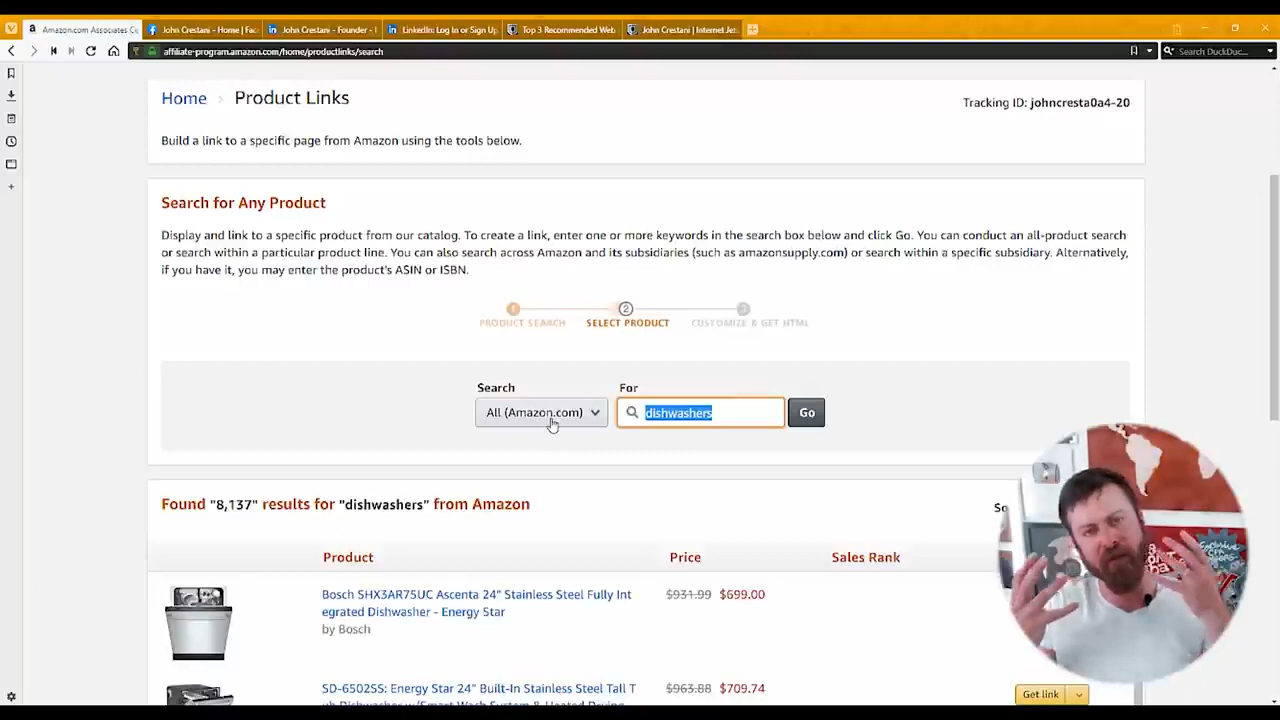 Amazon.com Associates Ce
John Crestani - Home | Fac
John Crestani - Founder - I
LinkedIn: Log In or Sign Up
Top 3 Recommended Web
John Crestani | Internet Jet
affiliate-program.amazon.com/home/productlinks/search
Search DuckDuc...
Home › Product Links
Tracking ID: johncresta0a4-20
Build a link to a specific page from Amazon using the tools below.
Search for Any Product
Display and link to a specific product from our catalog. To create a link, enter one or more keywords in the search box below and click Go. You can conduct an all-product search
or search within a particular product line. You can also search across Amazon and its subsidiaries (such as amazonsupply.com) or search within a specific subsidiary. Alternatively,
if you have it, you may enter the product's ASIN or ISBN.
1 2 3
PRODUCT SEARCH SELECT PRODUCT CUSTOMIZE & GET HTML
Search For
All (Amazon.com) dishwashers Go
Found "8,137" results for "dishwashers" from Amazon
So
Product Price Sales Rank
Bosch SHX3AR75UC Ascenta 24" Stainless Steel Fully Int $931.99 $699.00
egrated Dishwasher - Energy Star
by Bosch
SD-6502SS: Energy Star 24" Built-In Stainless Steel Tall T $963.88 $709.74 Get link
ub Dishwasher w/Smart Wash System & Heated Drying